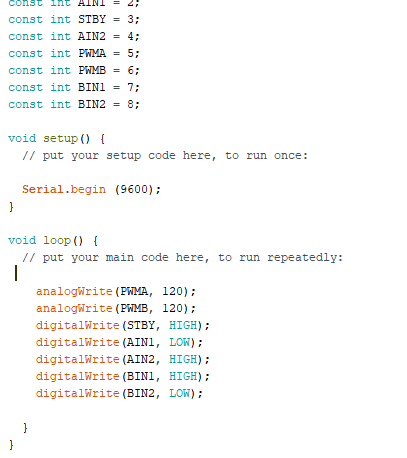 const int AIN1 = 2;
const int STBY = 3;
const int AIN2 = 4;
const int PWMA = 5;
const int PWMB = 6;
const int BIN1 = 7;
const int BIN2 = 8;
void setup() {
// put your setup code here, to run once:
Serial.begin (9600);
}
void loop() {
// put your main code here, to run repeatedly:
analogWrite(PWMA, 120);
analogWrite(PWMB, 120);
digitalWrite(STBY, HIGH);
digitalWrite(AIN1, LOW);
digitalWrite(AIN2, HIGH);
digitalWrite(BIN1, HIGH);
digitalWrite(BIN2, LOW);
}
}